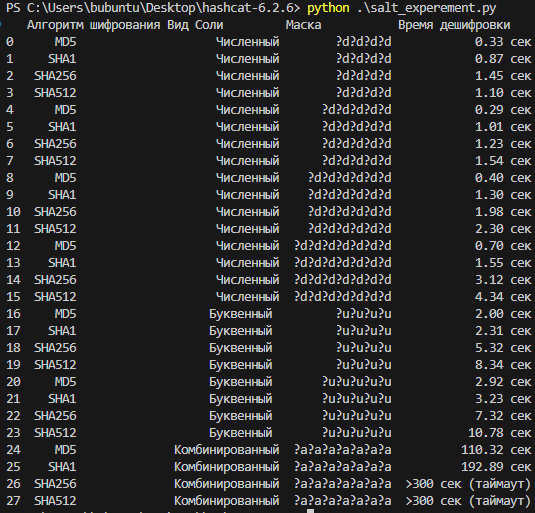 PS C:\Users\bubuntu\Desktop\hashcat-6.2.6> python .\salt_experement.py
Алгоритм шифрования Вид Соли Маска Время дешифровки
0 MD5 Численный ?d?d?d?d 0.33 сек
1 SHA1 Численный ?d?d?d?d 0.87 сек
2 SHA256 Численный ?d?d?d?d 1.45 сек
3 SHA512 Численный ?d?d?d?d 1.10 сек
4 MD5 Численный ?d?d?d?d?d 0.29 сек
5 SHA1 Численный ?d?d?d?d?d 1.01 сек
6 SHA256 Численный ?d?d?d?d?d 1.23 сек
7 SHA512 Численный ?d?d?d?d?d 1.54 сек
8 MD5 Численный ?d?d?d?d?d?d 0.40 сек
9 SHA1 Численный ?d?d?d?d?d?d 1.30 сек
10 SHA256 Численный ?d?d?d?d?d?d 1.98 сек
11 SHA512 Численный ?d?d?d?d?d?d 2.30 сек
12 MD5 Численный ?d?d?d?d?d?d?d 0.70 сек
13 SHA1 Численный ?d?d?d?d?d?d?d 1.55 сек
14 SHA256 Численный ?d?d?d?d?d?d?d 3.12 сек
15 SHA512 Численный ?d?d?d?d?d?d?d 4.34 сек
16 MD5 Буквенный ?u?u?u?u 2.00 сек
17 SHA1 Буквенный ?u?u?u?u 2.31 сек
18 SHA256 Буквенный ?u?u?u?u 5.32 сек
19 SHA512 Буквенный ?u?u?u?u 8.34 сек
20 MD5 Буквенный ?u?u?u?u?u 2.92 сек
21 SHA1 Буквенный ?u?u?u?u?u 3.23 сек
22 SHA256 Буквенный ?u?u?u?u?u 7.32 сек
23 SHA512 Буквенный ?u?u?u?u?u 10.78 сек
24 MD5 Комбинированный ?a?a?a?a?a?a?a 110.32 сек
25 SHA1 Комбинированный ?a?a?a?a?a?a?a 192.89 сек
26 SHA256 Комбинированный ?a?a?a?a?a?a?a >300 сек (таймаут)
27 SHA512 Комбинированный ?a?a?a?a?a?a?a >300 сек (таймаут)